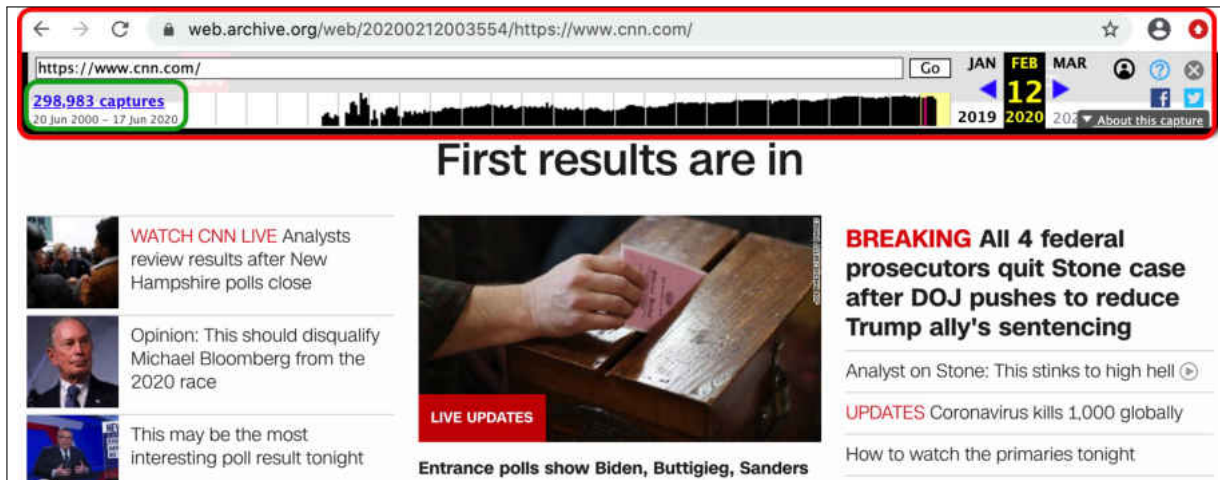 web.archive.org/web/20200212003554/https://www.cnn.com/
https://www.cnn.com/
Go
JAN FEB MAR
298,983 captures
12
20 Jun 2000 – 17 Jun 2020
2019 2020
About this capture
First results are in
WATCH CNN LIVE Analysts
review results after New
Hampshire polls close
Opinion: This should disqualify
Michael Bloomberg from the
2020 race
This may be the most
interesting poll result tonight
LIVE UPDATES
Entrance polls show Biden, Buttigieg, Sanders
BREAKING All 4 federal
prosecutors quit Stone case
after DOJ pushes to reduce
Trump ally's sentencing
Analyst on Stone: This stinks to high hell
UPDATES Coronavirus kills 1,000 globally
How to watch the primaries tonight